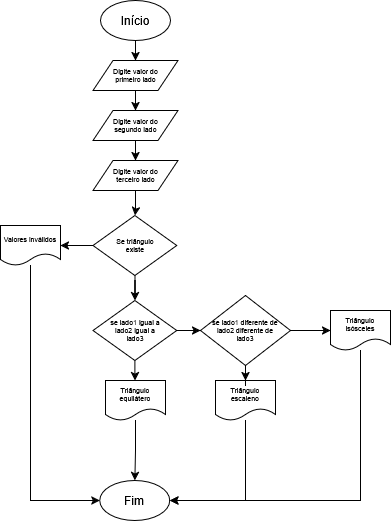 Início
Digite valor do
primeiro lado
Digite valor do
segundo lado
Digite valor do
terceiro lado
Se triângulo
existe
Valores inválidos
se lado1 igual a
lado2 igual a
lado3
se lado1 diferente de
lado2 diferente de
lado3
Triângulo
isósceles
Triângulo
equilátero
Triângulo
escaleno
Fim